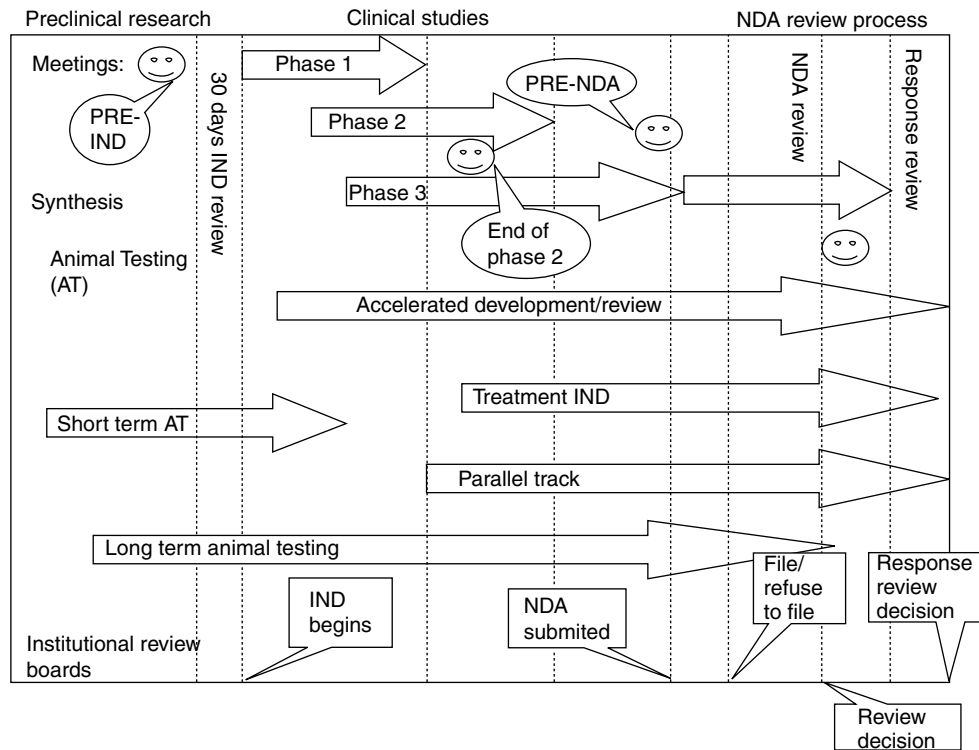 Preclinical research
Clinical studies
NDA review process
Meetings:
PRE-
IND
30 days IND review
Phase 1
PRE-NDA
NDA review
Response review
Phase 2
Phase 3
Synthesis
End of
phase 2
Animal Testing
(AT)
Accelerated development/review
Treatment IND
Short term AT
Parallel track
Long term animal testing
IND
begins
NDA
submited
File/
refuse
to file
Response
review
decision
Institutional review
boards
Review
decision